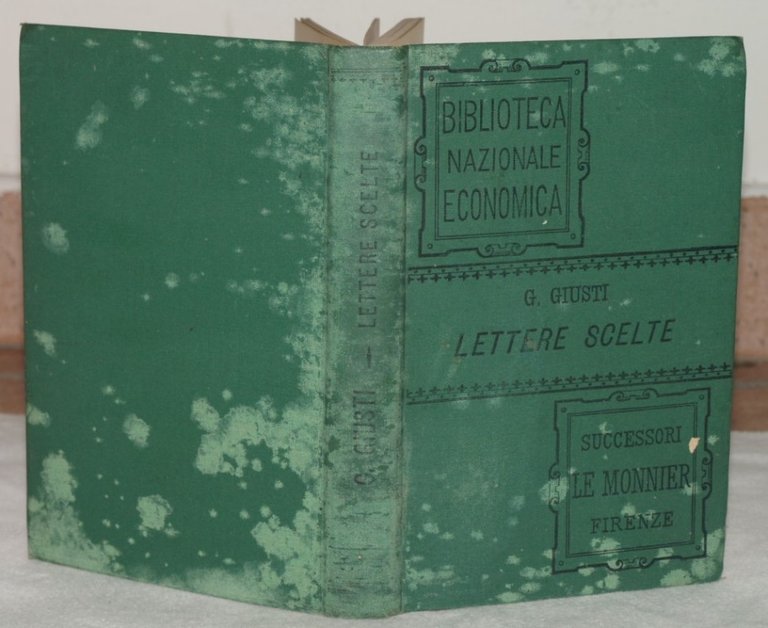 BIBLIOTECA
NAZIONALE
ECONOMICA
G. GIUSTI
LETTERE SCELTE
SUCCESSORI
LE MONNIER
FIRENZE
G. GIUSTI — LETTERE SCELTE